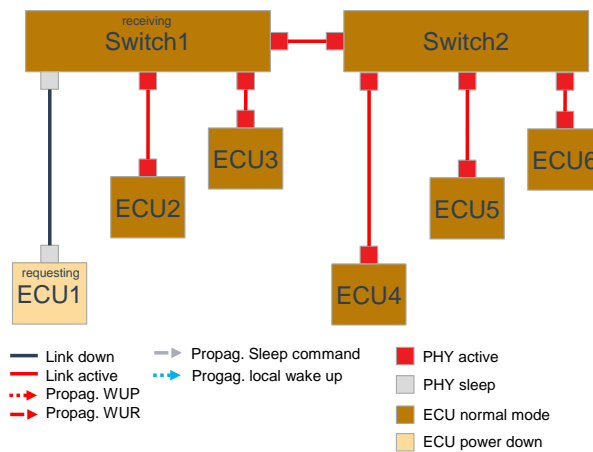 receiving
Switch1
Switch2
ECU3
ECU6
ECU2
ECU5
requesting
ECU1
ECU4
Link down
Link active
Propag. WUP
Propag. WUR
Propag. Sleep command
Progag. local wake up
PHY active
PHY sleep
ECU normal mode
ECU power down